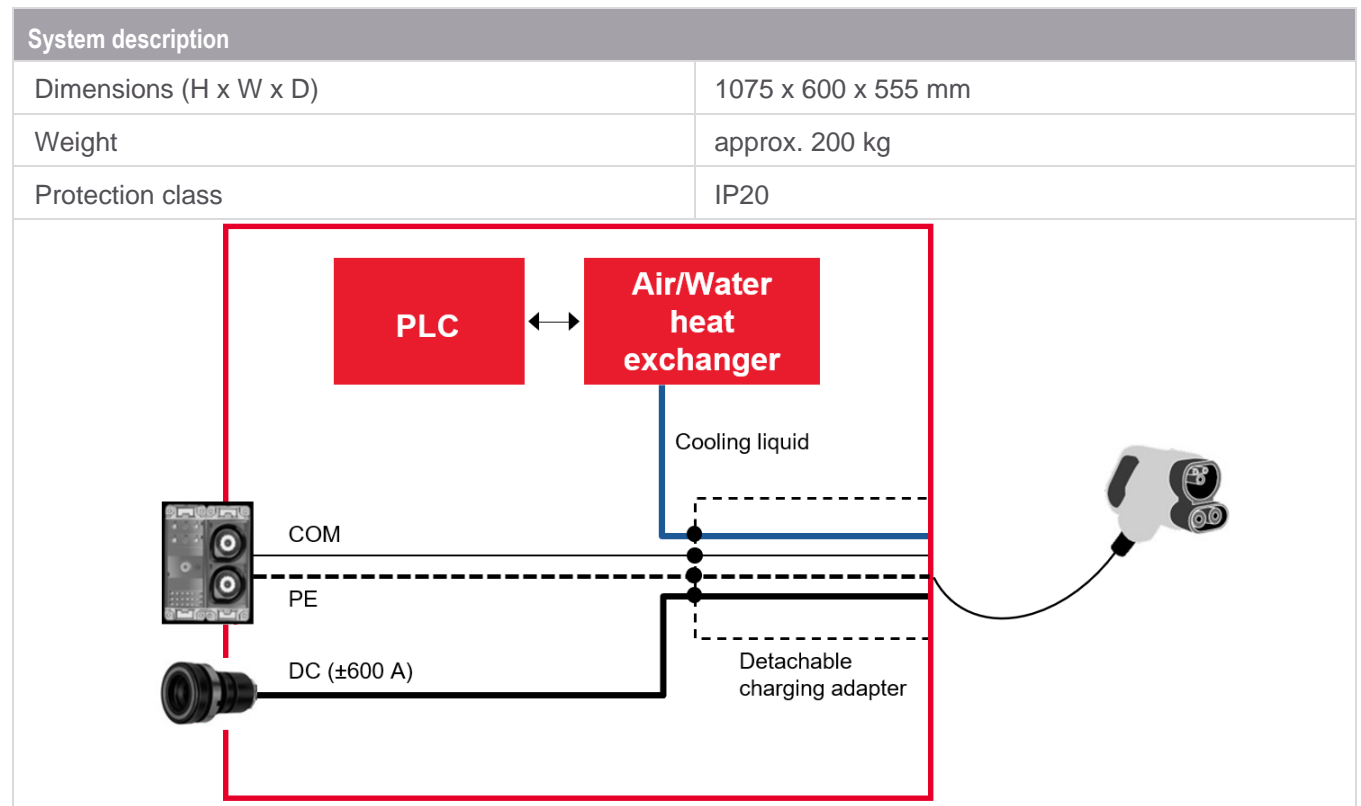 System description
Dimensions (H x W x D) 1075 x 600 x 555 mm
Weight approx. 200 kg
Protection class IP20
PLC
Air/Water
heat
exchanger
Cooling liquid
COM
PE
DC (±600 A)
Detachable
charging adapter